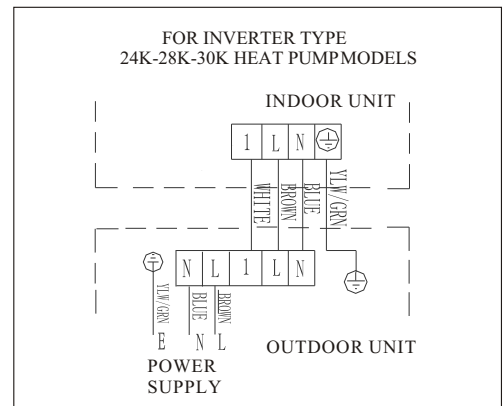 FOR INVERTER TYPE
24K-28K-30K HEAT PUMP MODELS
INDOOR UNIT
1 L N
WHITE BROWN BLUE YLW/GRN
N L 1 L N
YLW/GRN BLUE BROWN
E N L
POWER
SUPPLY
OUTDOOR UNIT